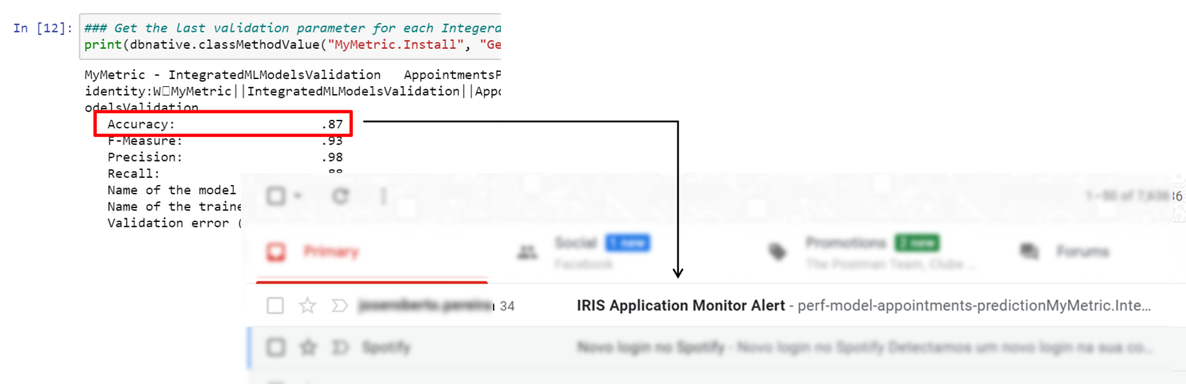 In [12]: ### Get the last validation parameter for each Integera
print(dbnative.classMethodValue("MyMetric.Install", "Ge
MyMetric - IntegratedMLModelsValidation AppointmentsP
identity:W□MyMetric||IntegratedMLModelsValidation||Appo
odelsValidation
Accuracy: .87
F-Measure: .93
Precision: .98
Recall: .88
Name of the model
Name of the traine
Validation error (
1–50 of 7,636
Primary
Social 1 new
Facebook
Promotions 2 new
The Postman Team, Clube ...
Forums
34 IRIS Application Monitor Alert - perf-model-appointments-predictionMyMetric.Inte...
Spotify Novo login no Spotify - Novo login no Spotify Detectamos um novo login na sua co...